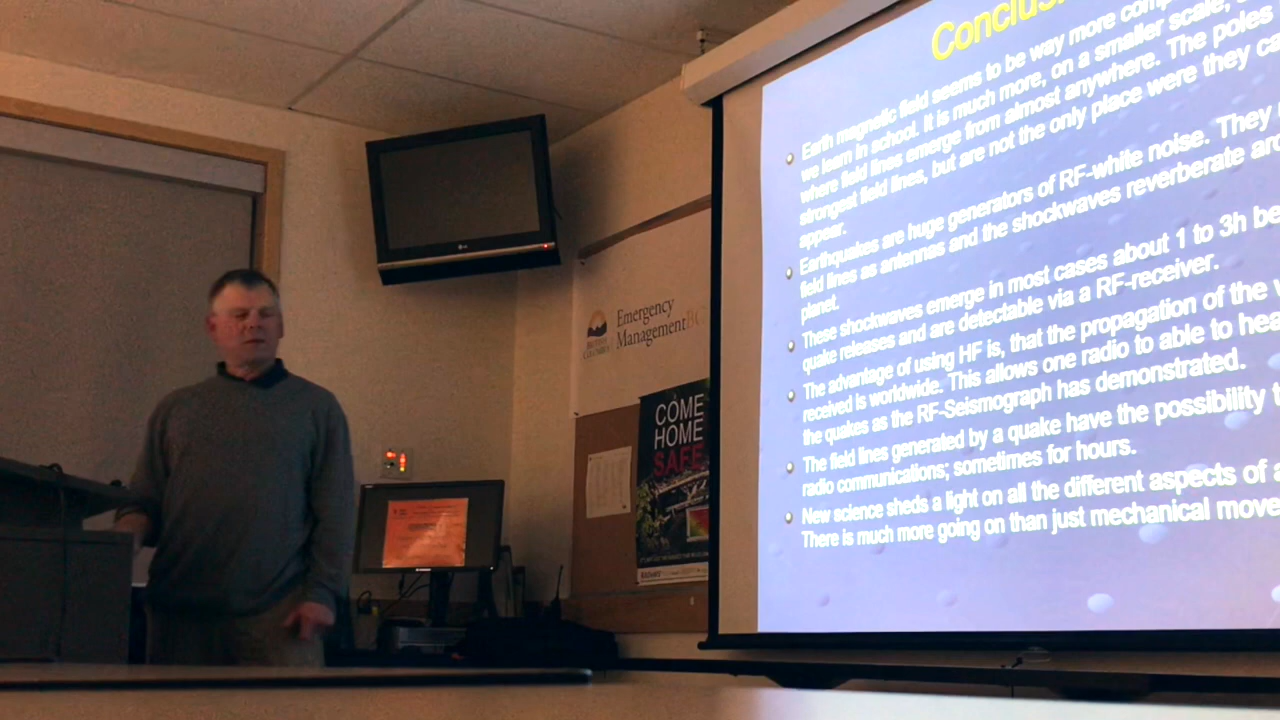 Conclus
Earth magnetic field seems to be way more comp
we learn in school. It is much more, on a smaller scale,
where field lines emerge from almost anywhere. The poles
strongest field lines, but are not the only place were they ca
appear.
Earthquakes are huge generators of RF-white noise. They
field lines as antennas and the shockwaves reverberate aro
planet.
These shockwaves emerge in most cases about 1 to 3h be
quake releases and are detectable via a RF-receiver.
The advantage of using HF is, that the propagation of the
received is worldwide. This allows one radio to able to hea
the quakes as the RF-Seismograph has demonstrated.
The field lines generated by a quake have the possibility t
radio communications; sometimes for hours.
New science sheds a light on all the different aspects of a
There is much more going on than just mechanical move
Emergency
ManagementBC
BRITISH
COLUMBIA
COME
HOME
SAFE
LG